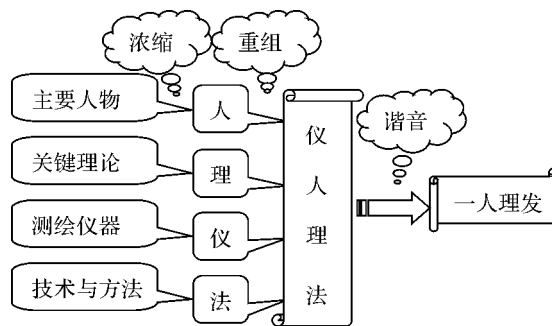 浓缩
重组
主要人物
人
关键理论
理
测绘仪器
仪
技术与方法
法
仪
人
理
法
谐音
一人理发